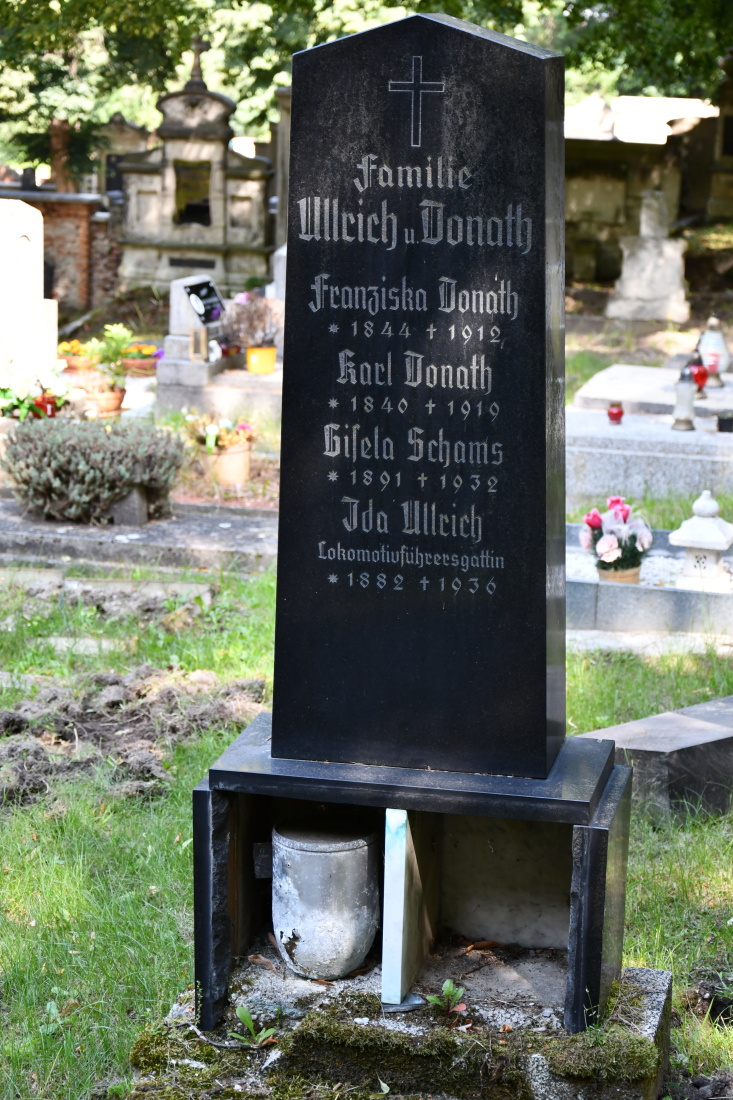 Familie
Ullrich u. Donath
Franziska Donath
* 1844 † 1912
Karl Donath
* 1840 † 1919
Gisela Schams
* 1891 † 1932
Ida Ullrich
Lokomotivführersgattin
* 1882 † 1936